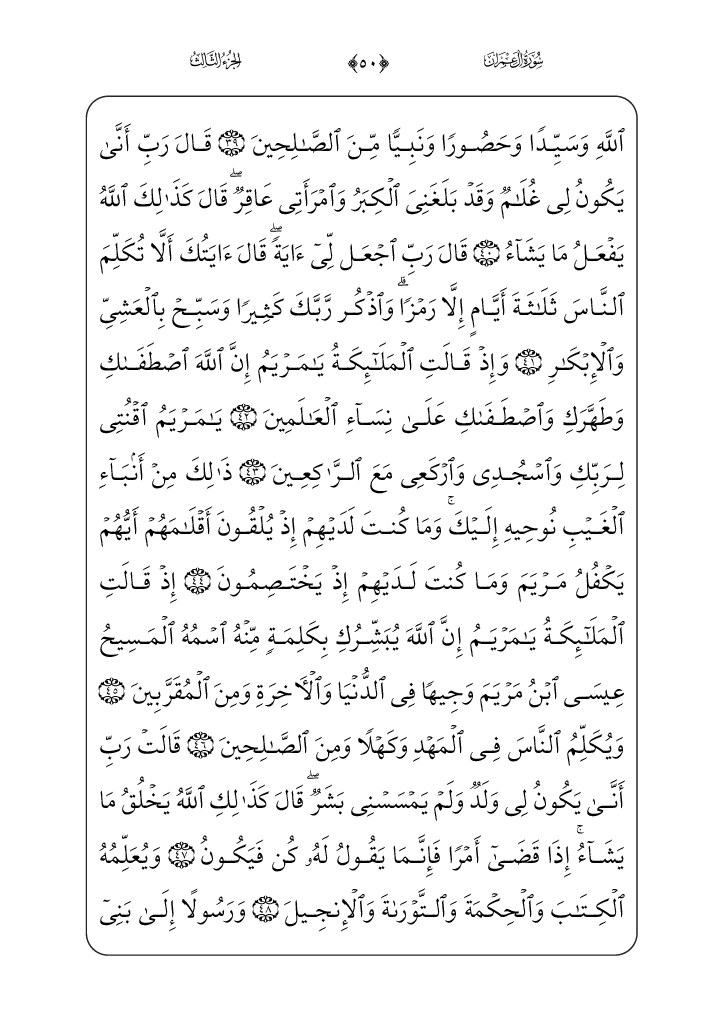 سُورَةُ آلِ عِمْرَانَ ﴿٥٠﴾ الجُزْءُ الثَّالِثُ
ٱللَّهِ وَسَيِّدًا وَحَصُورًا وَنَبِيًّا مِّنَ ٱلصَّٰلِحِينَ ٣٩ قَالَ رَبِّ أَنَّىٰ
يَكُونُ لِى غُلَٰمٌ وَقَدۡ بَلَغَنِىَ ٱلۡكِبَرُ وَٱمۡرَأَتِى عَاقِرٌۖ قَالَ كَذَٰلِكَ ٱللَّهُ
يَفۡعَلُ مَا يَشَآءُ ٤٠ قَالَ رَبِّ ٱجۡعَل لِّىٓ ءَايَةًۖ قَالَ ءَايَتُكَ أَلَّا تُكَلِّمَ
ٱلنَّاسَ ثَلَٰثَةَ أَيَّامٍ إِلَّا رَمۡزًاۗ وَٱذۡكُر رَّبَّكَ كَثِيرًا وَسَبِّحۡ بِٱلۡعَشِىِّ
وَٱلۡإِبۡكَٰرِ ٤١ وَإِذۡ قَالَتِ ٱلۡمَلَٰٓئِكَةُ يَٰمَرۡيَمُ إِنَّ ٱللَّهَ ٱصۡطَفَىٰكِ
وَطَهَّرَكِ وَٱصۡطَفَىٰكِ عَلَىٰ نِسَآءِ ٱلۡعَٰلَمِينَ ٤٢ يَٰمَرۡيَمُ ٱقۡنُتِى
لِرَبِّكِ وَٱسۡجُدِى وَٱرۡكَعِى مَعَ ٱلرَّٰكِعِينَ ٤٣ ذَٰلِكَ مِنۡ أَنۢبَآءِ
ٱلۡغَيۡبِ نُوحِيهِ إِلَيۡكَۚ وَمَا كُنتَ لَدَيۡهِمۡ إِذۡ يُلۡقُونَ أَقۡلَٰمَهُمۡ أَيُّهُمۡ
يَكۡفُلُ مَرۡيَمَ وَمَا كُنتَ لَدَيۡهِمۡ إِذۡ يَخۡتَصِمُونَ ٤٤ إِذۡ قَالَتِ
ٱلۡمَلَٰٓئِكَةُ يَٰمَرۡيَمُ إِنَّ ٱللَّهَ يُبَشِّرُكِ بِكَلِمَةٍ مِّنۡهُ ٱسۡمُهُ ٱلۡمَسِيحُ
عِيسَى ٱبۡنُ مَرۡيَمَ وَجِيهًا فِى ٱلدُّنۡيَا وَٱلۡأَخِرَةِ وَمِنَ ٱلۡمُقَرَّبِينَ ٤٥
وَيُكَلِّمُ ٱلنَّاسَ فِى ٱلۡمَهۡدِ وَكَهۡلًا وَمِنَ ٱلصَّٰلِحِينَ ٤٦ قَالَتۡ رَبِّ
أَنَّىٰ يَكُونُ لِى وَلَدٌ وَلَمۡ يَمۡسَسۡنِى بَشَرٌۖ قَالَ كَذَٰلِكِ ٱللَّهُ يَخۡلُقُ مَا
يَشَآءُۚ إِذَا قَضَىٰٓ أَمۡرًا فَإِنَّمَا يَقُولُ لَهُۥ كُن فَيَكُونُ ٤٧ وَيُعَلِّمُهُ
ٱلۡكِتَٰبَ وَٱلۡحِكۡمَةَ وَٱلتَّوۡرَىٰةَ وَٱلۡإِنجِيلَ ٤٨ وَرَسُولًا إِلَىٰ بَنِىٓ